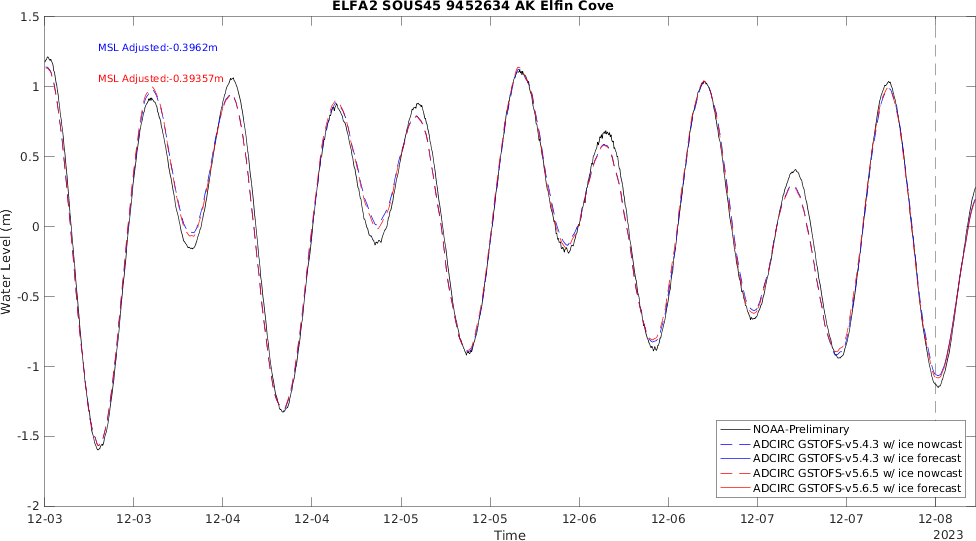 ELFA2 SOUS45 9452634 AK Elfin Cove
MSL Adjusted:-0.3962m
MSL Adjusted:-0.39357m
Water Level (m)
1.5
1
0.5
0
-0.5
-1
-1.5
-2
NOAA-Preliminary
ADCIRC GSTOFS-v5.4.3 w/ ice nowcast
ADCIRC GSTOFS-v5.4.3 w/ ice forecast
ADCIRC GSTOFS-v5.6.5 w/ ice nowcast
ADCIRC GSTOFS-v5.6.5 w/ ice forecast
12-03 12-03 12-04 12-04 12-05 12-05 12-06 12-06 12-07 12-07 12-08
Time
2023